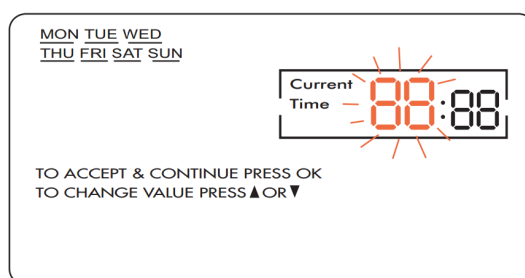 MON TUE WED
THU FRI SAT SUN
Current
Time 88:88
TO ACCEPT & CONTINUE PRESS OK
TO CHANGE VALUE PRESS ▲ OR ▼